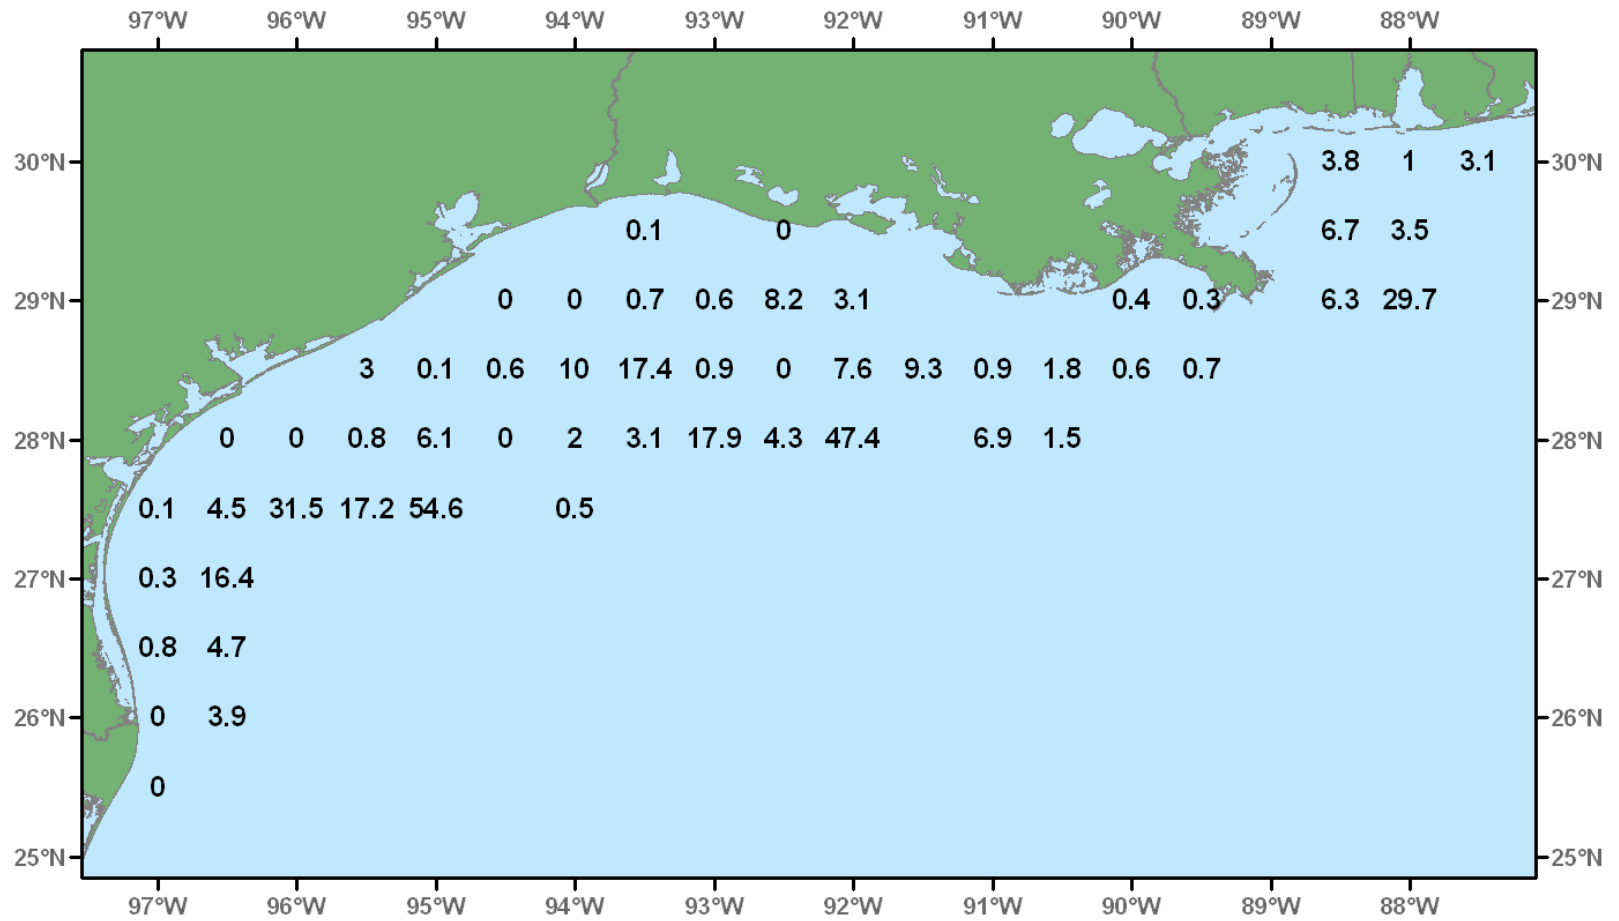 97°W 96°W 95°W 94°W 93°W 92°W 91°W 90°W 89°W 88°W
30°N 3.8 1 3.1 30°N
0.1 0 6.7 3.5
29°N 0 0 0.7 0.6 8.2 3.1 0.4 0.3 6.3 29.7 29°N
3 0.1 0.6 10 17.4 0.9 0 7.6 9.3 0.9 1.8 0.6 0.7
28°N 0 0 0.8 6.1 0 2 3.1 17.9 4.3 47.4 6.9 1.5 28°N
0.1 4.5 31.5 17.2 54.6 0.5
27°N 0.3 16.4 27°N
0.8 4.7
26°N 0 3.9 26°N
0
25°N 25°N
97°W 96°W 95°W 94°W 93°W 92°W 91°W 90°W 89°W 88°W